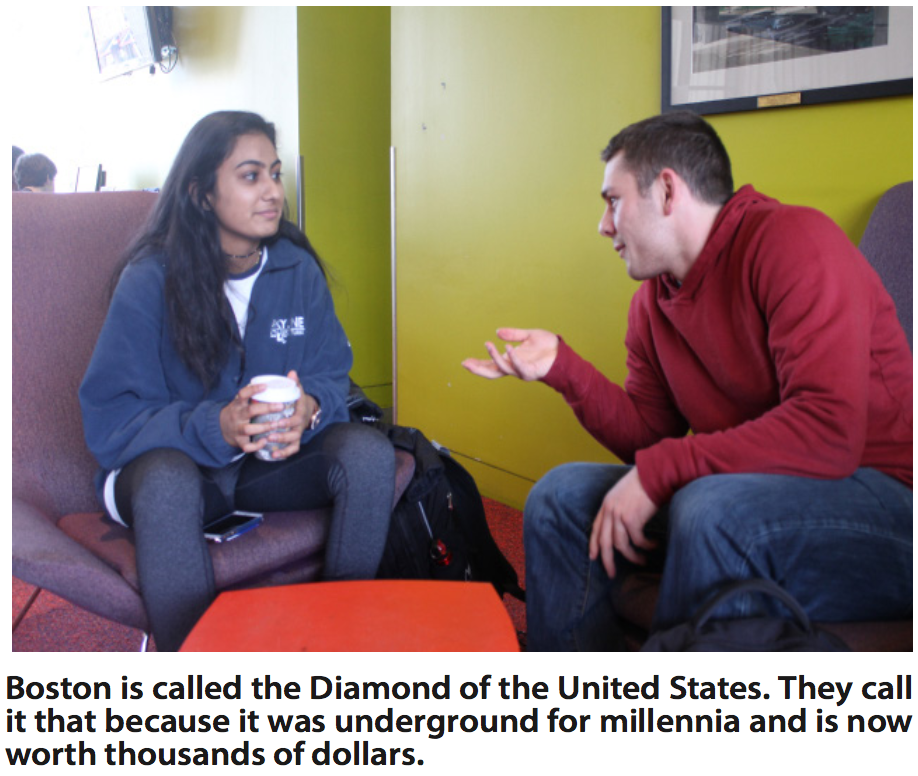 Boston is called the Diamond of the United States. They call
it that because it was underground for millennia and is now
worth thousands of dollars.